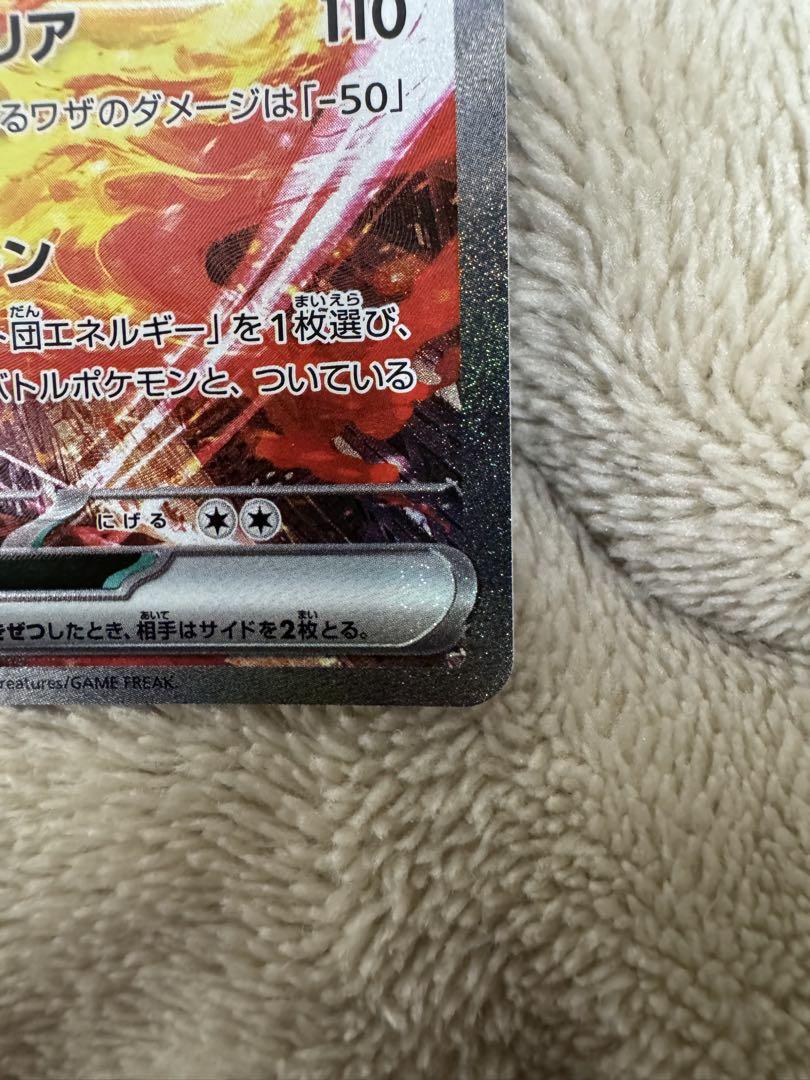 リア 110
るワザのダメージは「-50」
ン
だん まいえら
団エネルギー」を1枚選び、
バトルポケモンと、ついている
にげる
あいて まい
きぜつしたとき、相手はサイドを2枚とる。
reatures/GAME FREAK.